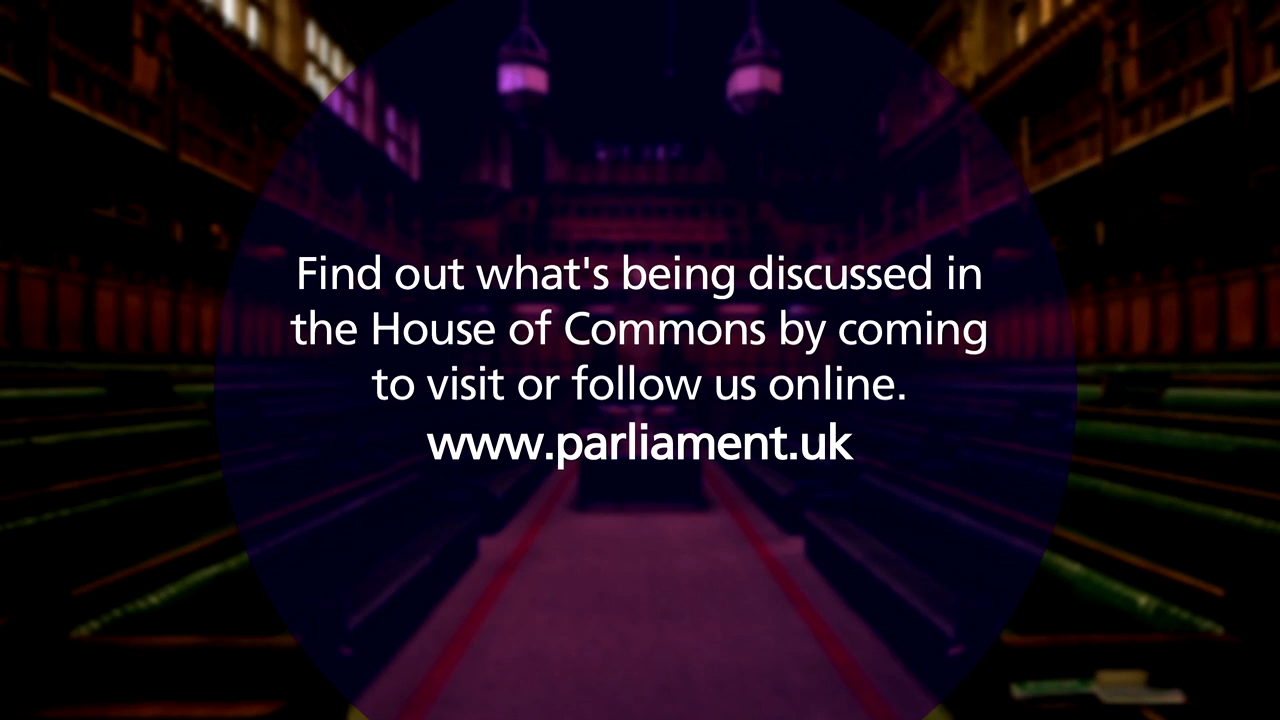 Find out what's being discussed in
the House of Commons by coming
to visit or follow us online.
www.parliament.uk